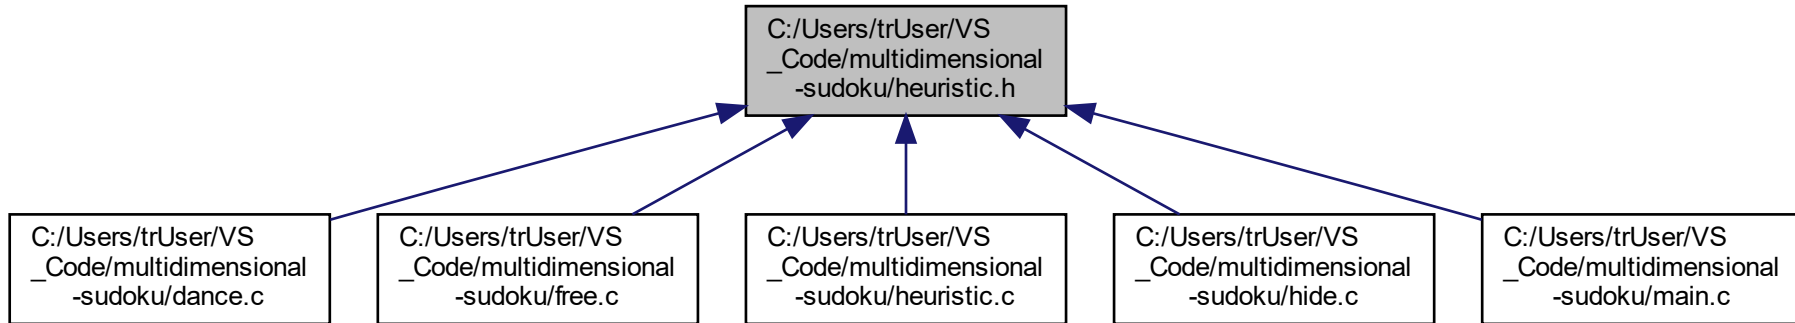 C:/Users/trUser/VS
_Code/multidimensional
-sudoku/heuristic.h
C:/Users/trUser/VS
_Code/multidimensional
-sudoku/dance.c
C:/Users/trUser/VS
_Code/multidimensional
-sudoku/free.c
C:/Users/trUser/VS
_Code/multidimensional
-sudoku/heuristic.c
C:/Users/trUser/VS
_Code/multidimensional
-sudoku/hide.c
C:/Users/trUser/VS
_Code/multidimensional
-sudoku/main.c